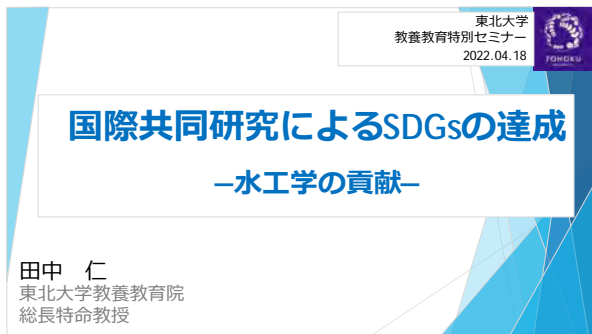 東北大学
教養教育特別セミナー
2022.04.18
TOHOKU
国際共同研究によるSDGsの達成
—水工学の貢献—
田中　仁
東北大学教養教育院
総長特命教授